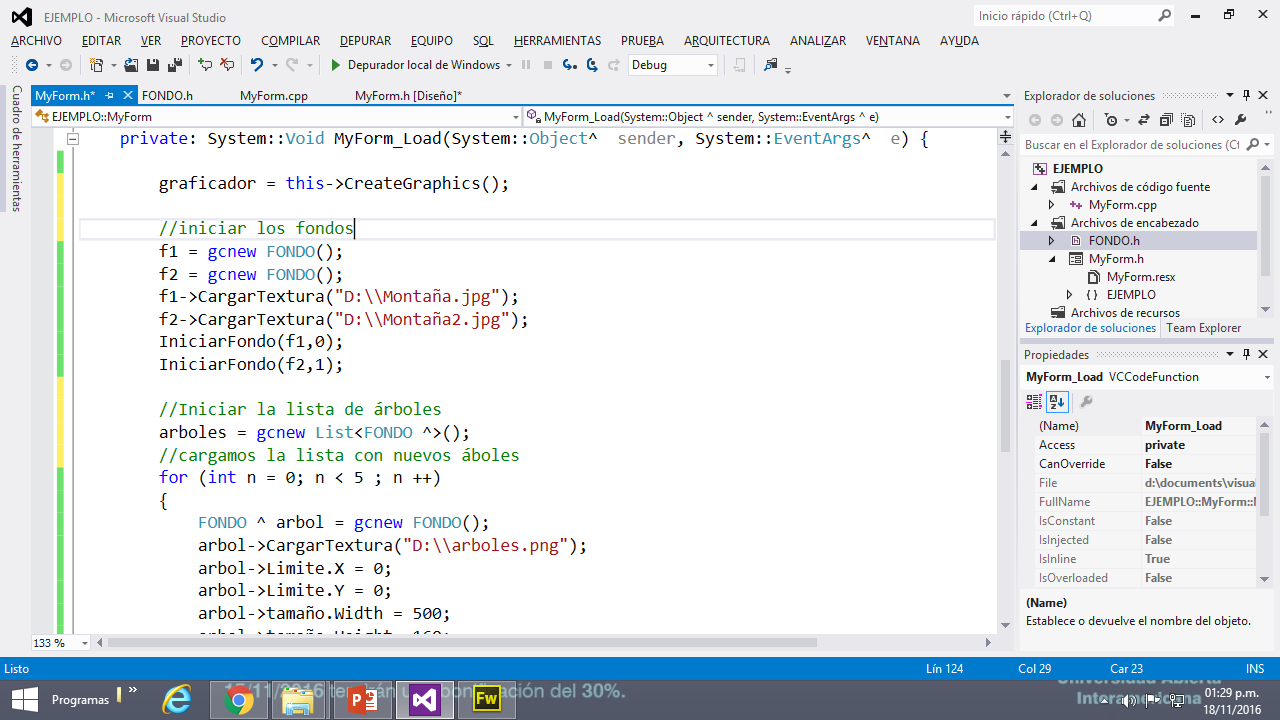 EJEMPLO - Microsoft Visual Studio
Inicio rápido (Ctrl+Q)
ARCHIVO EDITAR VER PROYECTO COMPILAR DEPURAR EQUIPO SQL HERRAMIENTAS PRUEBA ARQUITECTURA ANALIZAR VENTANA AYUDA
Depurador local de Windows Debug
Cuadro de herramientas
MyForm.h* FONDO.h MyForm.cpp MyForm.h [Diseño]*
EJEMPLO::MyForm MyForm_Load(System::Object ^ sender, System::EventArgs ^ e)
private: System::Void MyForm_Load(System::Object^  sender, System::EventArgs^  e) {
graficador = this->CreateGraphics();
//iniciar los fondos
f1 = gcnew FONDO();
f2 = gcnew FONDO();
f1->CargarTextura("D:\\Montaña.jpg");
f2->CargarTextura("D:\\Montaña2.jpg");
IniciarFondo(f1,0);
IniciarFondo(f2,1);
//Iniciar la lista de árboles
arboles = gcnew List<FONDO ^>();
//cargamos la lista con nuevos áboles
for (int n = 0; n < 5 ; n ++)
{
FONDO ^ arbol = gcnew FONDO();
arbol->CargarTextura("D:\\arboles.png");
arbol->Limite.X = 0;
arbol->Limite.Y = 0;
arbol->tamaño.Width = 500;
133 %
Explorador de soluciones
Buscar en el Explorador de soluciones (Ct
EJEMPLO
Archivos de código fuente
MyForm.cpp
Archivos de encabezado
FONDO.h
MyForm.h
MyForm.resx
{ } EJEMPLO
Archivos de recursos
Explorador de soluciones Team Explorer
Propiedades
MyForm_Load VCCodeFunction
(Name) MyForm_Load
Access private
CanOverride False
File d:\documents\visua
FullName EJEMPLO::MyForm::I
IsConstant False
IsInjected False
IsInline True
IsOverloaded False
(Name)
Establece o devuelve el nombre del objeto.
Listo Lín 124 Col 29 Car 23 INS
Programas
Fw
del 30%.
01:29 p.m.
18/11/2016